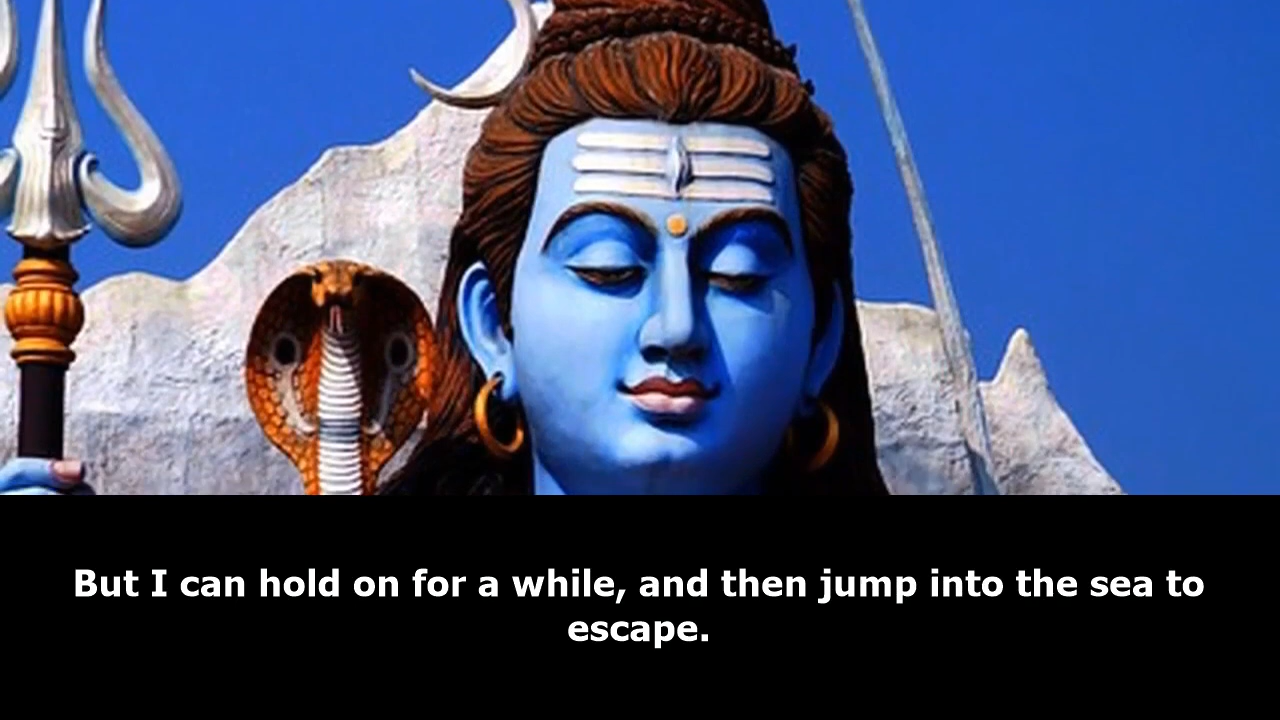 But I can hold on for a while, and then jump into the sea to
escape.